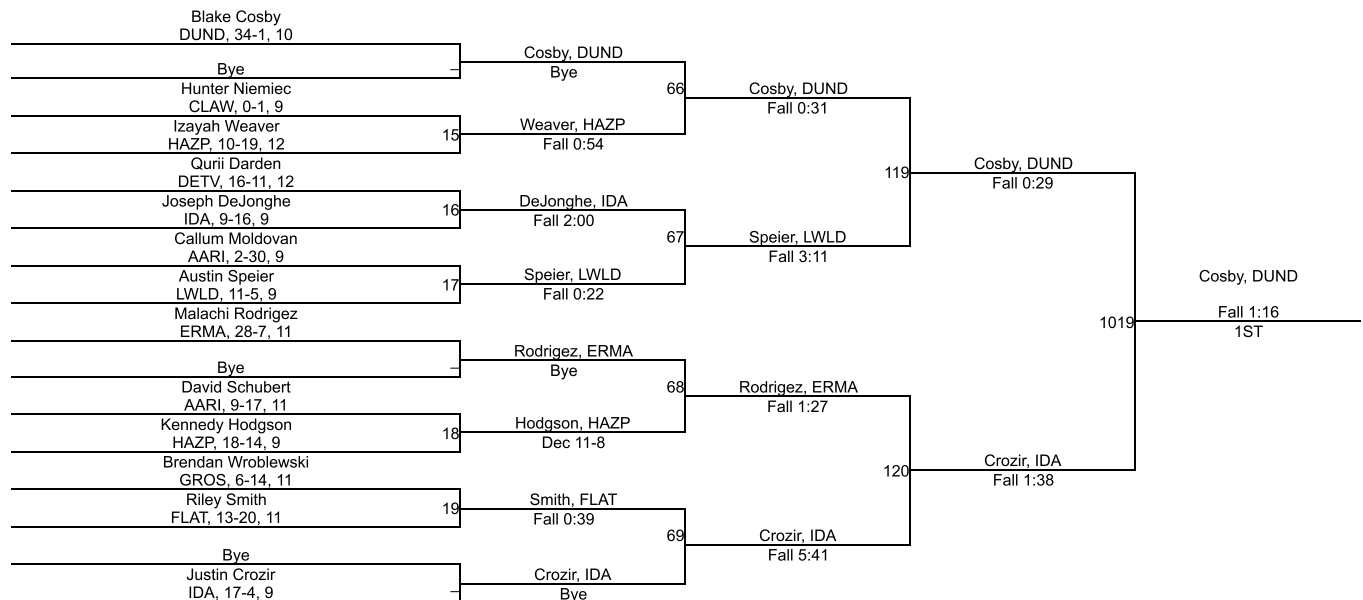 Blake Cosby
DUND, 34-1, 10
Bye
Hunter Niemiec
CLAW, 0-1, 9
Izayah Weaver
HAZP, 10-19, 12
Qurii Darden
DETV, 16-11, 12
Joseph DeJonghe
IDA, 9-16, 9
Callum Moldovan
AARI, 2-30, 9
Austin Speier
LWLD, 11-5, 9
Malachi Rodrigez
ERMA, 28-7, 11
Bye
David Schubert
AARI, 9-17, 11
Kennedy Hodgson
HAZP, 18-14, 9
Brendan Wroblewski
GROS, 6-14, 11
Riley Smith
FLAT, 13-20, 11
Bye
Justin Crozir
IDA, 17-4, 9
15
16
17
18
19
Cosby, DUND
Bye
Weaver, HAZP
Fall 0:54
DeJonghe, IDA
Fall 2:00
Speier, LWLD
Fall 0:22
Rodrigez, ERMA
Bye
Hodgson, HAZP
Dec 11-8
Smith, FLAT
Fall 0:39
Crozir, IDA
Bye
66
67
68
69
Cosby, DUND
Fall 0:31
Speier, LWLD
Fall 3:11
Rodrigez, ERMA
Fall 1:27
Crozir, IDA
Fall 5:41
119
120
Cosby, DUND
Fall 0:29
Crozir, IDA
Fall 1:38
1019
Cosby, DUND
Fall 1:16
1ST